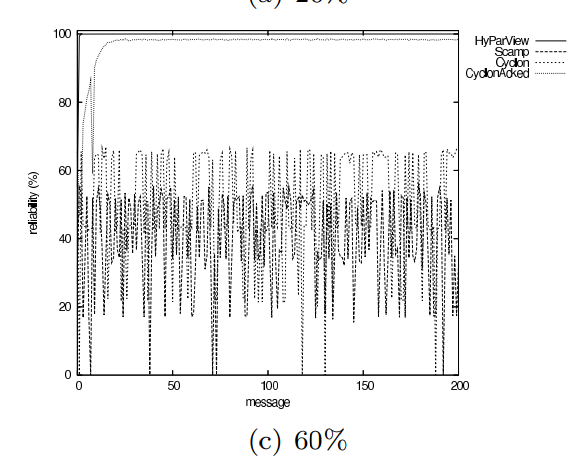 (a) 20%
100
80
60
40
20
0
reliability (%)
0 50 100 150 200
message
HyParView
Scamp
Cyclon
CyclonAcked
(c) 60%